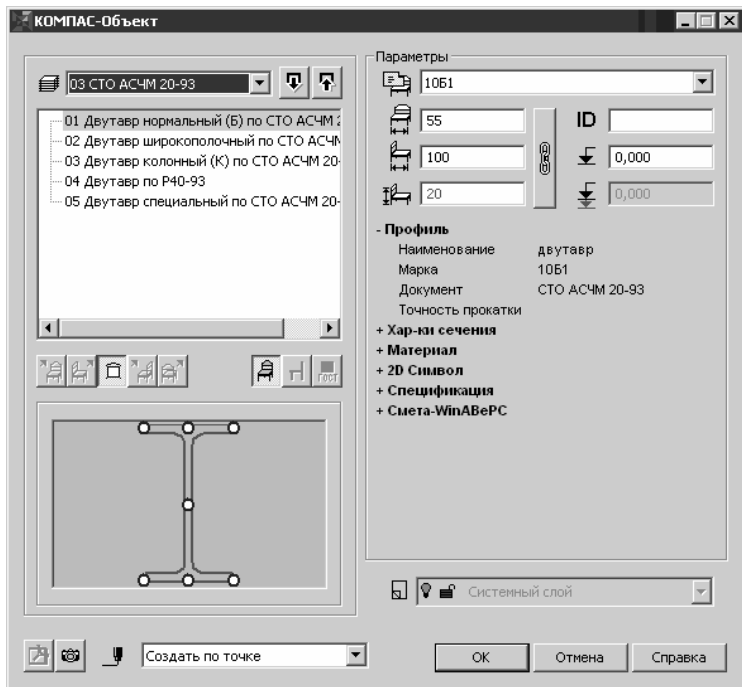 КОМПАС-Объект
03 СТО АСЧМ 20-93
01 Двутавр нормальный (Б) по СТО АСЧМ 2
02 Двутавр широкополочный по СТО АСЧМ
03 Двутавр колонный (К) по СТО АСЧМ 20-
04 Двутавр по Р40-93
05 Двутавр специальный по СТО АСЧМ 20-
ГОСТ
Параметры
10Б1
55
ID
100
0,000
20
0,000
- Профиль
Наименование двутавр
Марка 10Б1
Документ СТО АСЧМ 20-93
Точность прокатки
+ Хар-ки сечения
+ Материал
+ 2D Символ
+ Спецификация
+ Смета-WinАВеРС
Системный слой
Создать по точке
OK
Отмена
Справка